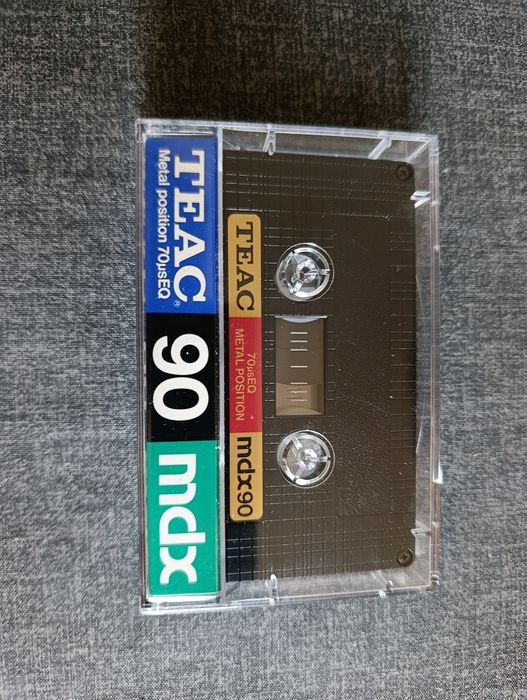 TEAC® 90 mdx
Metal position 70µsEQ
TEAC 70µsEQ mdx90
METAL POSITION